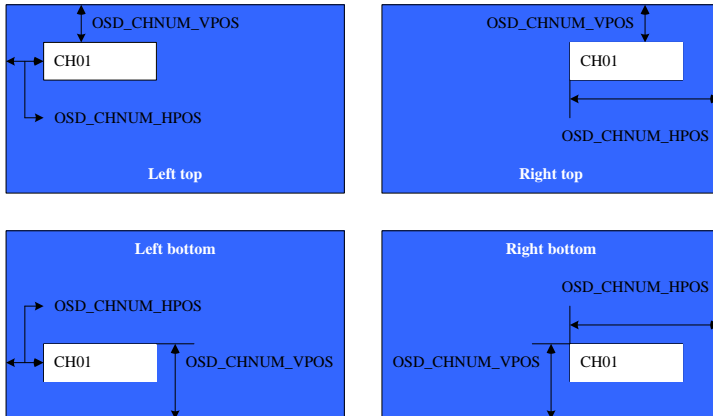 OSD_CHNUM_VPOS
CH01
OSD_CHNUM_HPOS
Left top
OSD_CHNUM_VPOS
CH01
OSD_CHNUM_HPOS
Right top
Left bottom
OSD_CHNUM_HPOS
CH01
OSD_CHNUM_VPOS
Right bottom
OSD_CHNUM_HPOS
OSD_CHNUM_VPOS
CH01